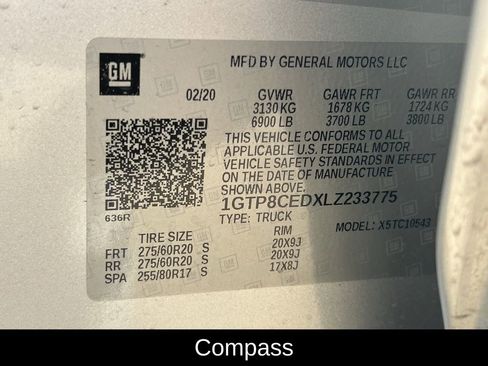 GM
MFD BY GENERAL MOTORS LLC
02/20 GVWR GAWR FRT GAWR RR
3130 KG 1678 KG 1724 KG
6900 LB 3700 LB 3800 LB
THIS VEHICLE CONFORMS TO ALL
APPLICABLE U.S. FEDERAL MOTOR
VEHICLE SAFETY STANDARDS IN EFFECT
ON THE DATE OF MANUFACTURE SHOWN
1GTP8CEDXLZ233775
636R
TYPE: TRUCK MODEL: X5TC10543
TIRE SIZE RIM
FRT 275/60R20 S 20X9J
RR 275/60R20 S 20X9J
SPA 255/80R17 S 17X8J
Compass